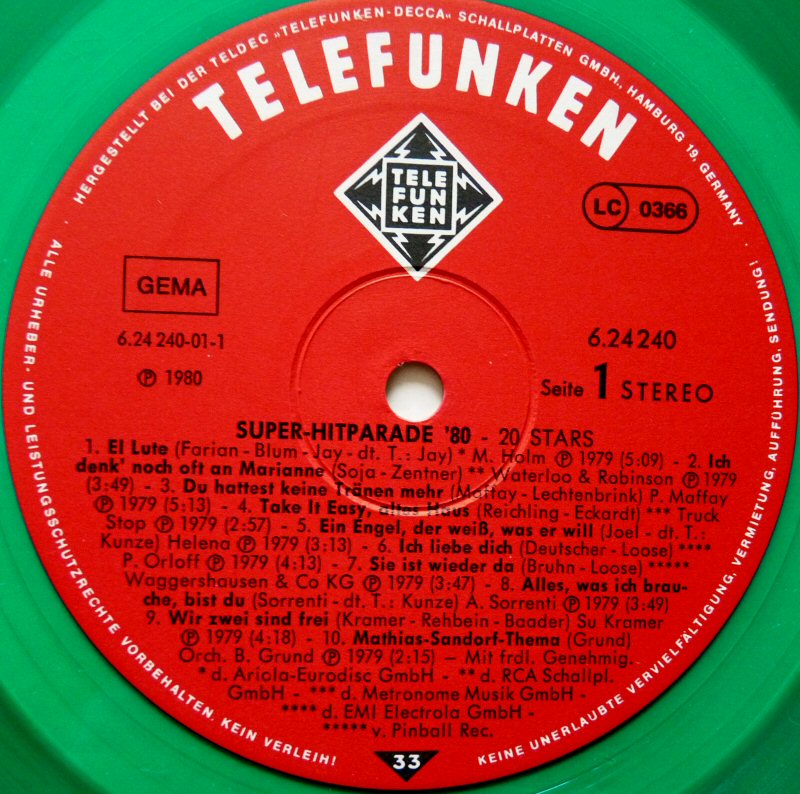 HERGESTELLT BEI DER TELDEC »TELEFUNKEN-DECCA« SCHALLPLATTEN GMBH., HAMBURG 19, GERMANY
TELEFUNKEN
TELE
FUN
KEN
LC 0366
GEMA
6.24 240-01-1
6.24 240
℗ 1980
Seite 1 STEREO
SUPER-HITPARADE '80 - 20 STARS
1. El Lute (Farian - Blum - Jay - dt. T.: Jay) * M. Holm ℗ 1979 (5:09) - 2. Ich
denk' noch oft an Marianne (Soja - Zentner) ** Waterloo & Robinson ℗ 1979
(3:49) - 3. Du hattest keine Tränen mehr (Maffay - Lechtenbrink) P. Maffay
℗ 1979 (5:13) - 4. Take It Easy, altes Haus (Reichling - Eckardt) *** Truck
Stop ℗ 1979 (2:57) - 5. Ein Engel, der weiß, was er will (Joel - dt. T.:
Kunze) Helena ℗ 1979 (3:13) - 6. Ich liebe dich (Deutscher - Loose) ****
P. Orloff ℗ 1979 (4:13) - 7. Sie ist wieder da (Bruhn - Loose) *****
Waggershausen & Co KG ℗ 1979 (3:47) - 8. Alles, was ich brau-
che, bist du (Sorrenti - dt. T.: Kunze) A. Sorrenti ℗ 1979 (3:49)
9. Wir zwei sind frei (Kramer - Rehbein - Baader) Su Kramer
℗ 1979 (4:18) - 10. Mathias-Sandorf-Thema (Grund)
Orch. B. Grund ℗ 1979 (2:15) – Mit frdl. Genehmig.
* d. Ariola-Eurodisc GmbH - ** d. RCA Schallpl.
GmbH - *** d. Metronome Musik GmbH -
**** d. EMI Electrola GmbH -
***** v. Pinball Rec.
33
ALLE URHEBER- UND LEISTUNGSSCHUTZRECHTE VORBEHALTEN. KEIN VERLEIH!
KEINE UNERLAUBTE VERVIELFÄLTIGUNG, VERMIETUNG, AUFFÜHRUNG, SENDUNG!